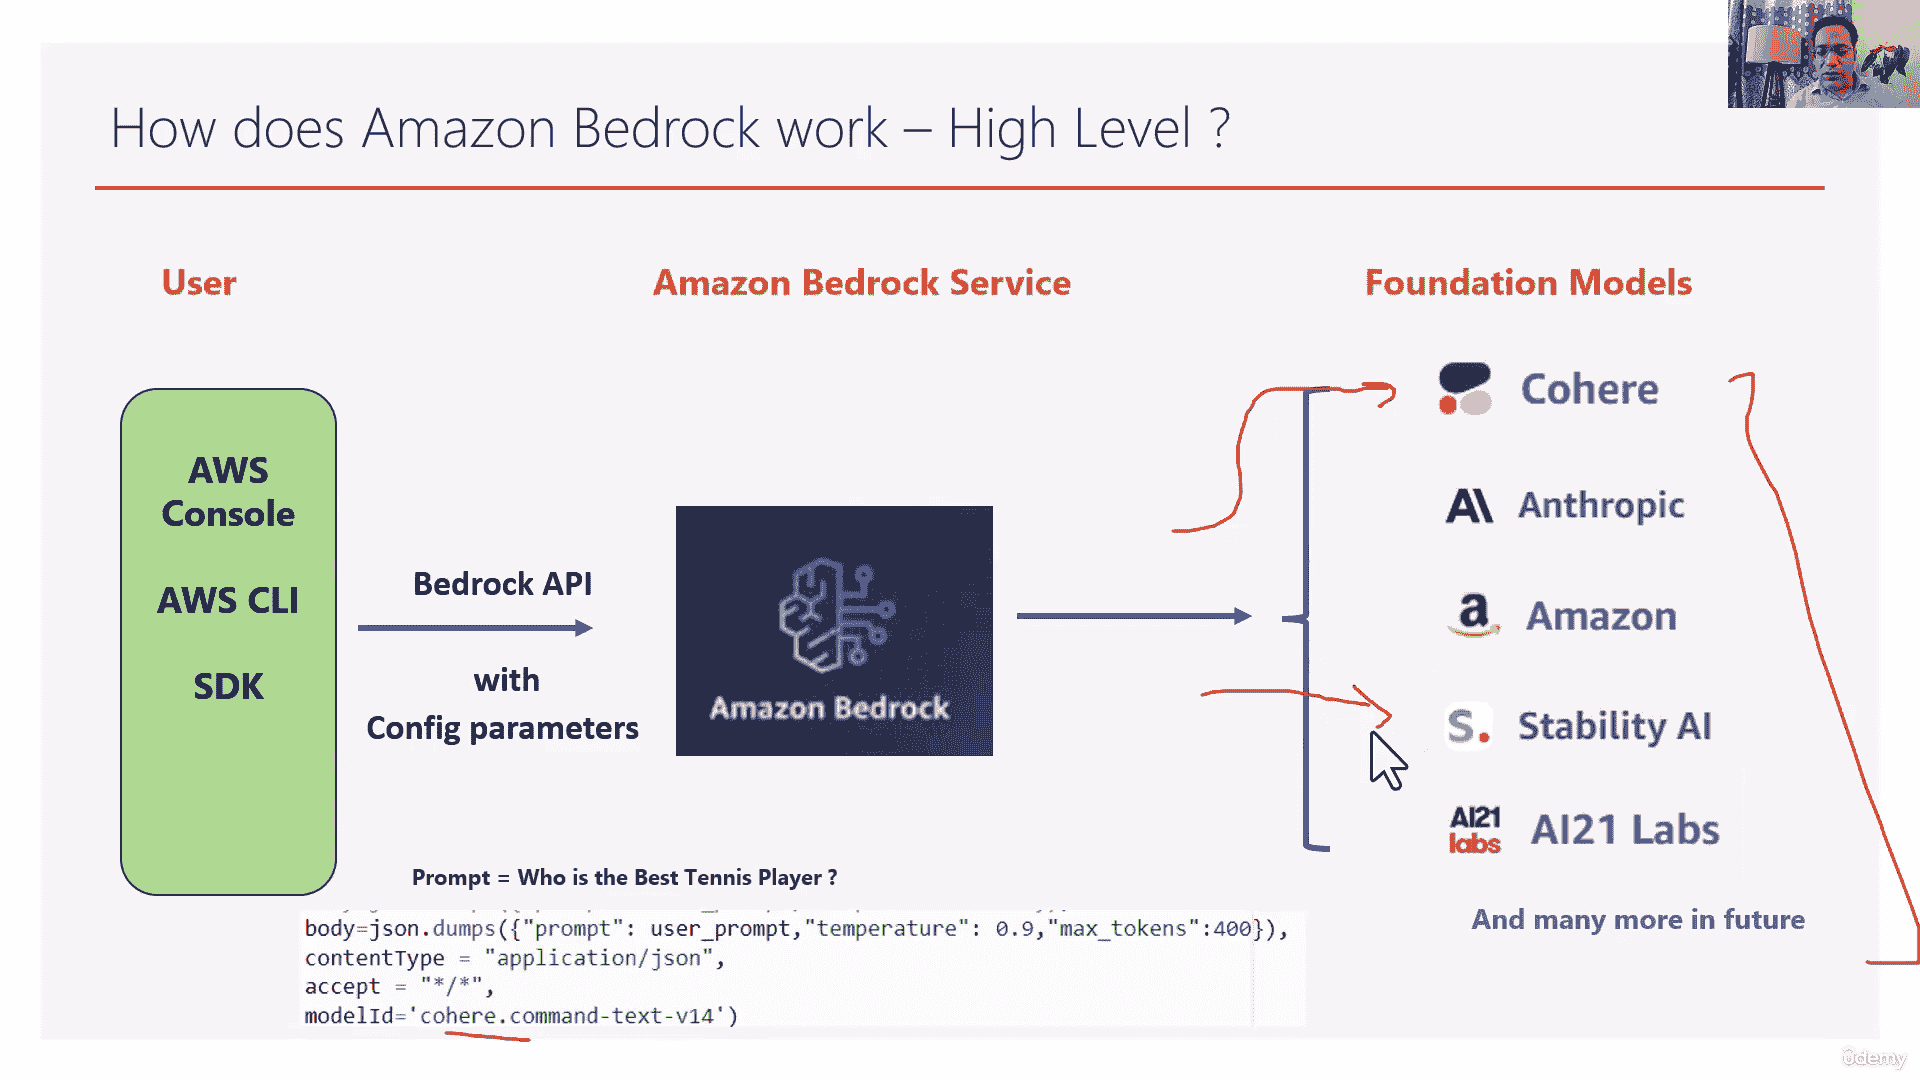 How does Amazon Bedrock work – High Level ?
User
Amazon Bedrock Service
Foundation Models
AWS
Console
AWS CLI
SDK
Bedrock API
with
Config parameters
Amazon Bedrock
Cohere
Anthropic
a
Amazon
S.
Stability AI
AI21
labs
AI21 Labs
And many more in future
Prompt = Who is the Best Tennis Player ?
body=json.dumps({"prompt": user_prompt,"temperature": 0.9,"max_tokens":400}),
contentType = "application/json",
accept = "*/*",
modelId='cohere.command-text-v14')
ûdemy